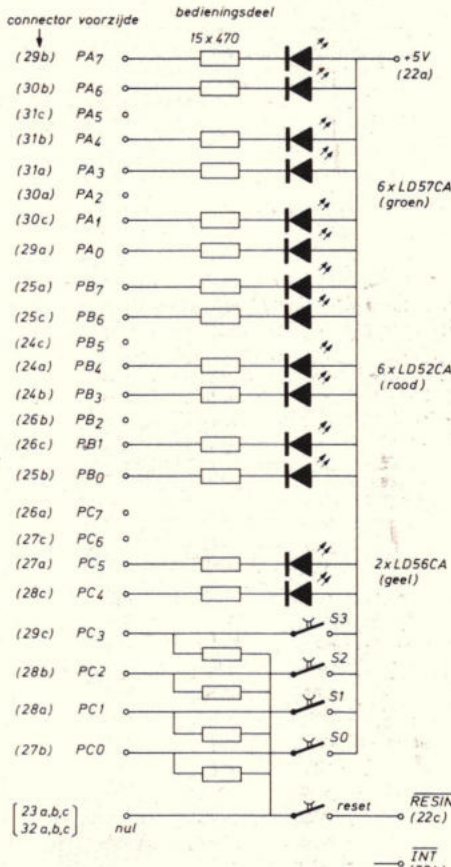 bedieningsdeel
connector voorzijde
15 x 470
(29b) PA7 +5V
(22a)
(30b) PA6
(31c) PA5
(31b) PA4
(31a) PA3
6 x LD57CA
(groen)
(30a) PA2
(30c) PA1
(29a) PA0
(25a) PB7
(25c) PB6
(24c) PB5
(24a) PB4
6 x LD52CA
(rood)
(24b) PB3
(26b) PB2
(26c) PB1
(25b) PB0
(26a) PC7
(27c) PC6
(27a) PC5
2 x LD56CA
(geel)
(28c) PC4
(29c) PC3 S3
(28b) PC2 S2
(28a) PC1 S1
(27b) PC0 S0
[23 a,b,c
32 a,b,c]
nul
reset
RESIN
(22c)
INT